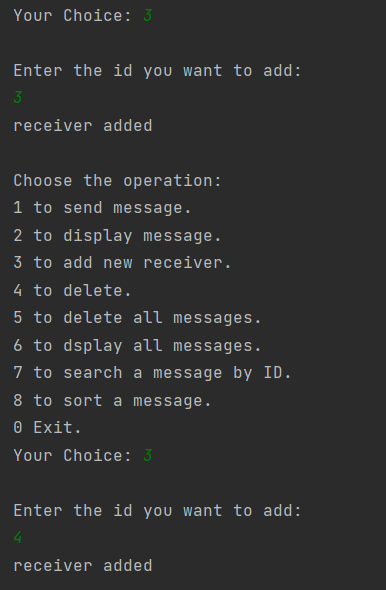 Your Choice: 3
Enter the id you want to add:
3
receiver added
Choose the operation:
1 to send message.
2 to display message.
3 to add new receiver.
4 to delete.
5 to delete all messages.
6 to dsplay all messages.
7 to search a message by ID.
8 to sort a message.
0 Exit.
Your Choice: 3
Enter the id you want to add:
4
receiver added